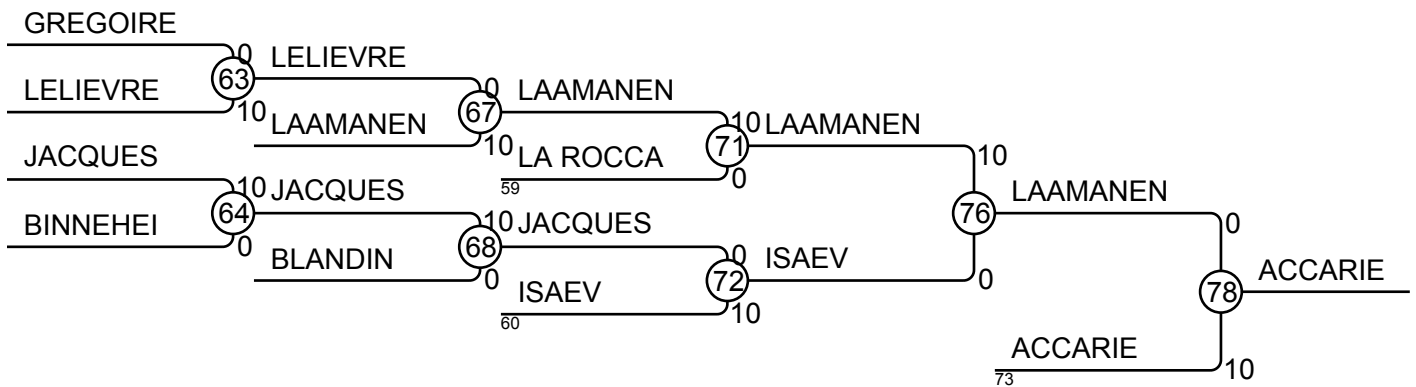 GREGOIRE
0
63
LELIEVRE
0
LELIEVRE
10
67
LAAMANEN
10
LAAMANEN
10
71
LAAMANEN
10
LA ROCCA
59
0
JACQUES
10
64
JACQUES
10
76
LAAMANEN
0
BINNEHEI
0
68
JACQUES
0
BLANDIN
0
72
ISAEV
0
ISAEV
60
10
78
ACCARIE
ACCARIE
73
10